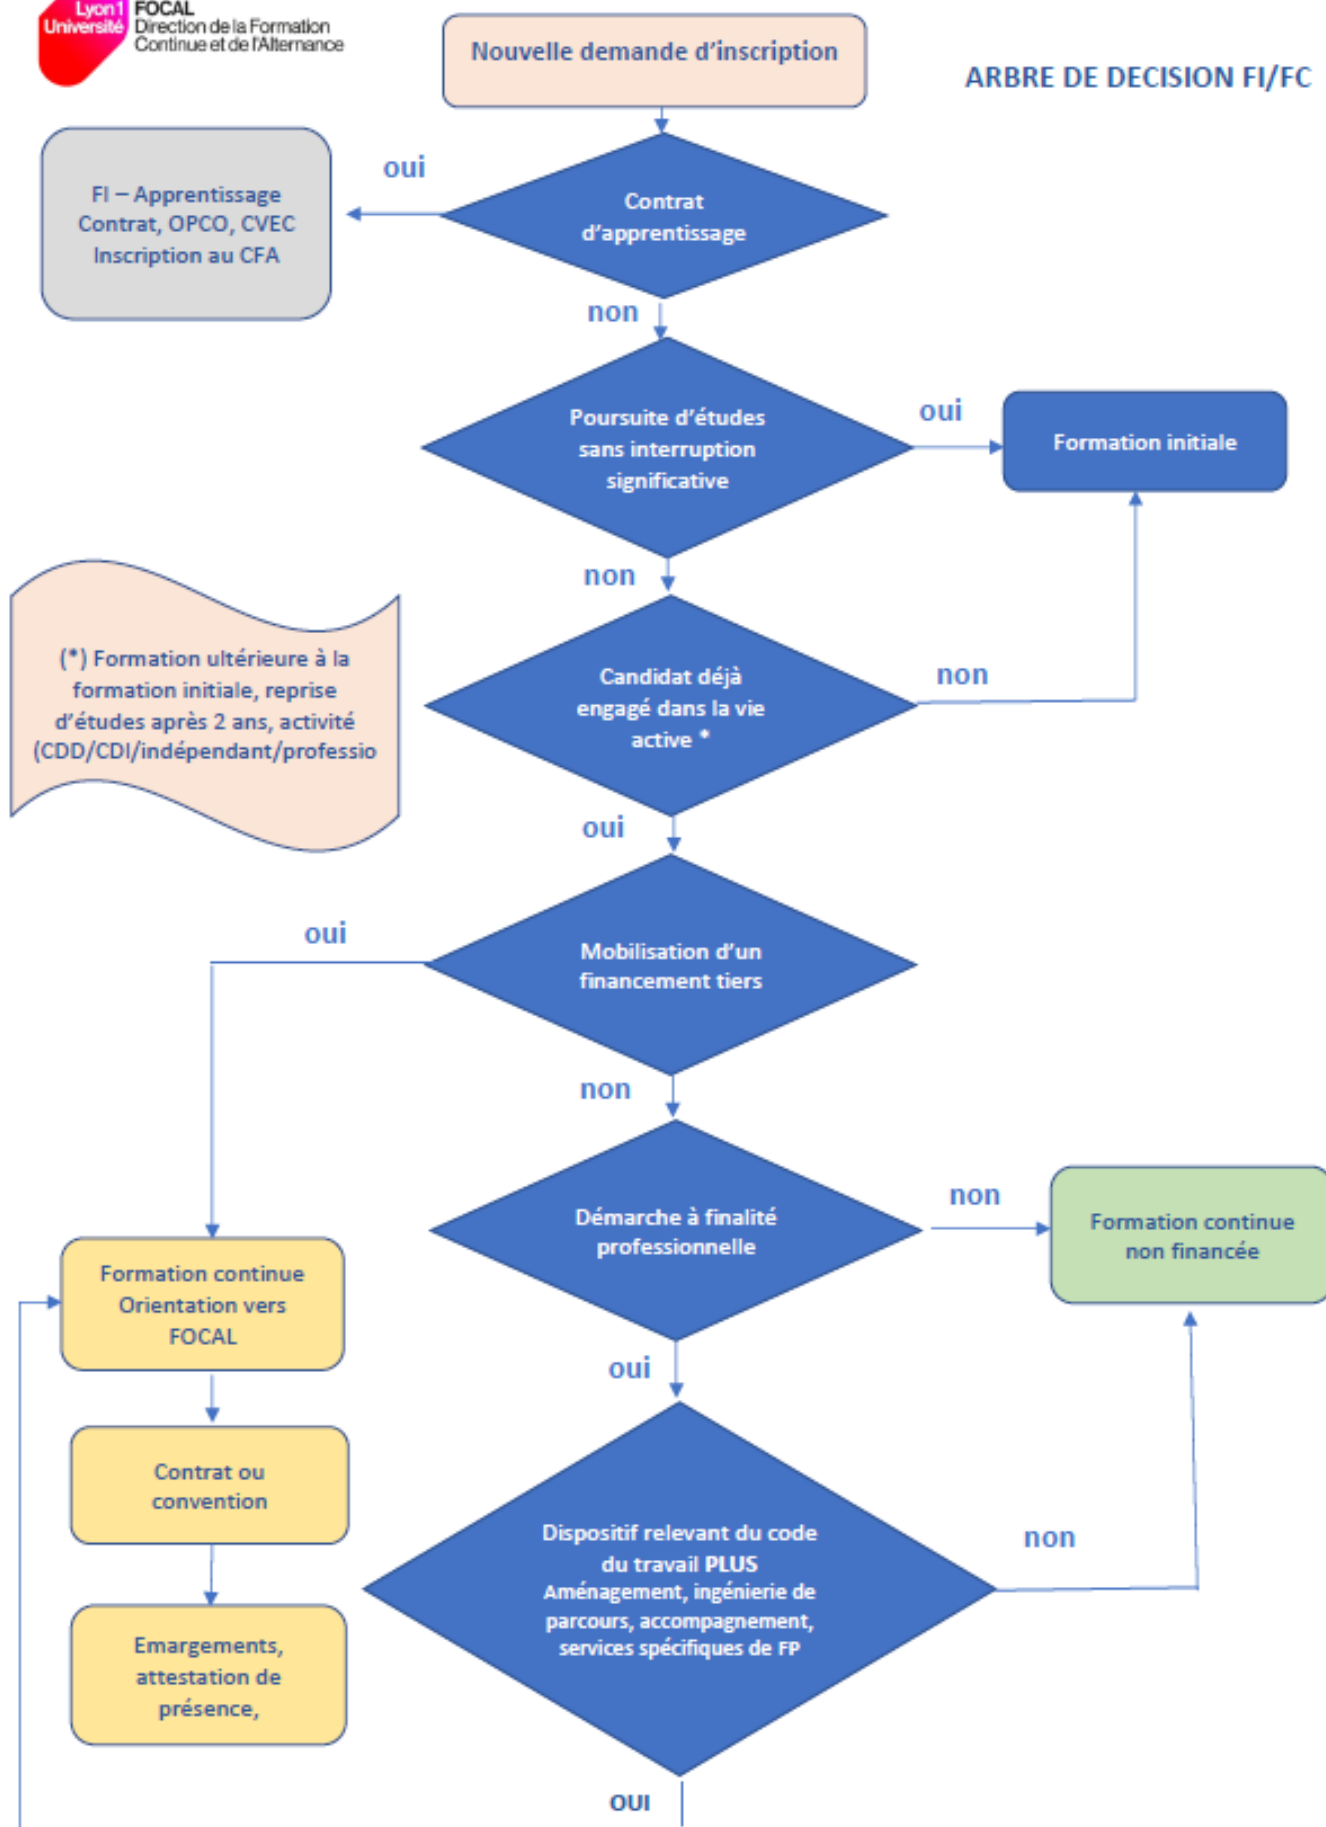 Lyon 1
Université
FOCAL
Direction de la Formation
Continue et de l'Alternance
Nouvelle demande d'inscription
ARBRE DE DECISION FI/FC
oui
FI – Apprentissage
Contrat, OPCO, CVEC
Inscription au CFA
Contrat
d'apprentissage
non
Poursuite d'études
sans interruption
significative
oui
Formation initiale
non
(*) Formation ultérieure à la
formation initiale, reprise
d'études après 2 ans, activité
(CDD/CDI/indépendant/professio
Candidat déjà
engagé dans la vie
active *
non
oui
oui
Mobilisation d'un
financement tiers
non
Démarche à finalité
professionnelle
non
Formation continue
non financée
Formation continue
Orientation vers
FOCAL
oui
Contrat ou
convention
Dispositif relevant du code
du travail PLUS
Aménagement, ingénierie de
parcours, accompagnement,
services spécifiques de FP
non
Emargements,
attestation de
présence,
OUI